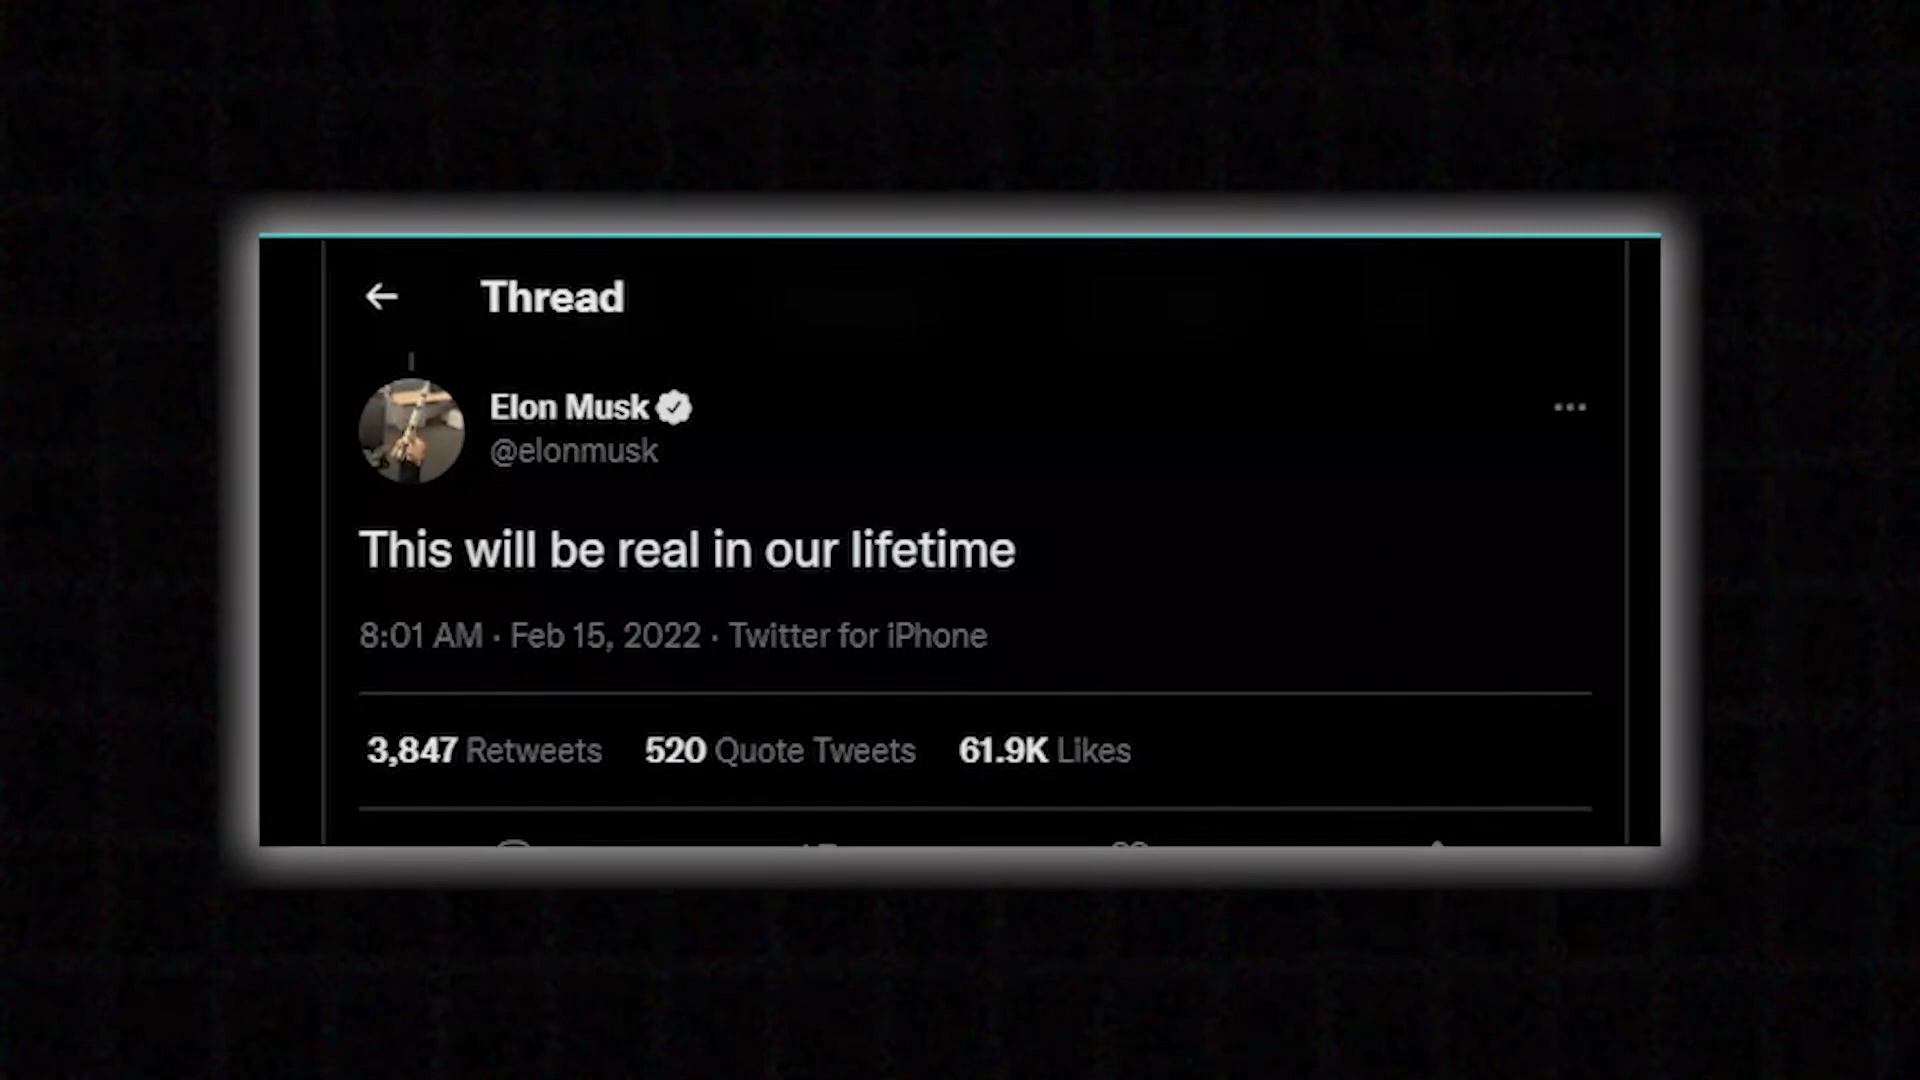 Thread
Elon Musk
@elonmusk
This will be real in our lifetime
8:01 AM · Feb 15, 2022 · Twitter for iPhone
3,847 Retweets 520 Quote Tweets 61.9K Likes